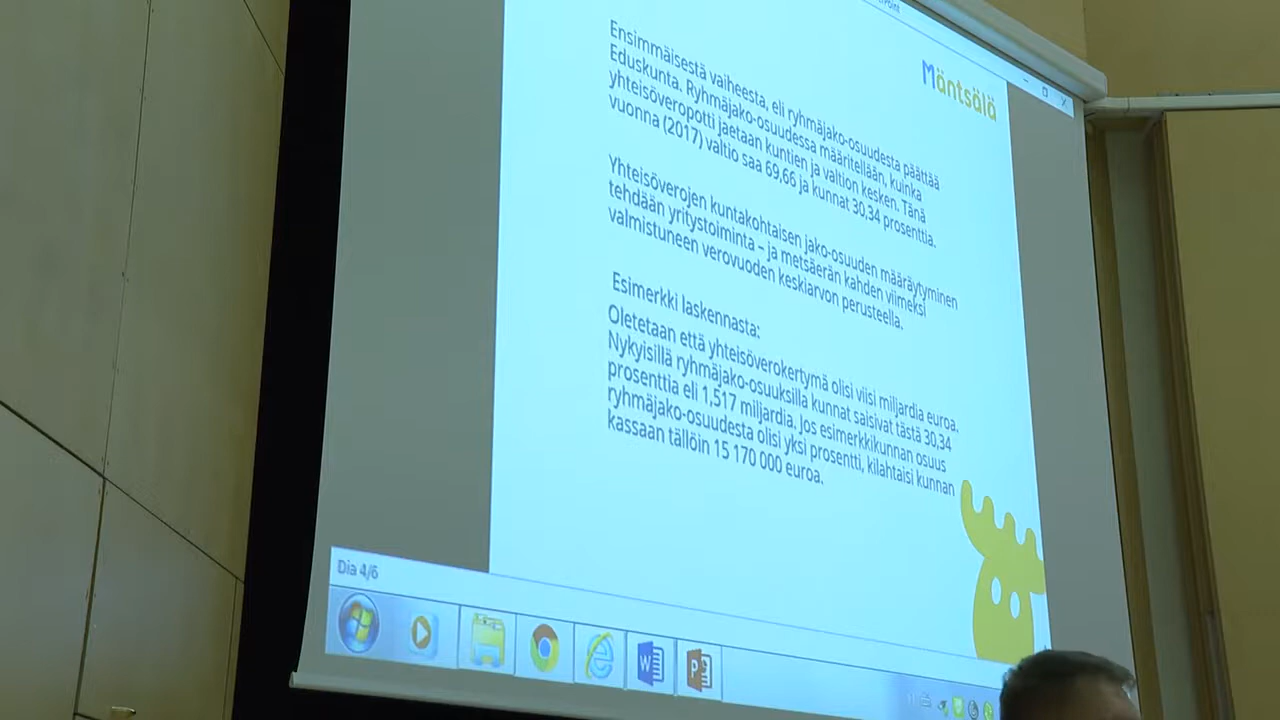 Mäntsälä
Ensimmäisestä vaiheesta, eli ryhmäjako-osuudesta päättää
Eduskunta. Ryhmäjako-osuudessa määritellään, kuinka
yhteisöveropotti jaetaan kuntien ja valtion kesken. Tänä
vuonna (2017) valtio saa 69,66 ja kunnat 30,34 prosenttia.
Yhteisöverojen kuntakohtaisen jako-osuuden määräytyminen
tehdään yritystoiminta – ja metsäerän kahden viimeksi
valmistuneen verovuoden keskiarvon perusteella.
Esimerkki laskennasta:
Oletetaan että yhteisöverokertymä olisi viisi miljardia euroa.
Nykyisillä ryhmäjako-osuuksilla kunnat saisivat tästä 30,34
prosenttia eli 1,517 miljardia. Jos esimerkkikunnan osuus
ryhmäjako-osuudesta olisi yksi prosentti, kilahtaisi kunnan
kassaan tällöin 15 170 000 euroa.
Dia 4/6